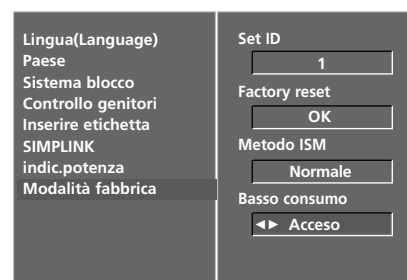 Lingua(Language)
Paese
Sistema blocco
Controllo genitori
Inserire etichetta
SIMPLINK
indic.potenza
Modalità fabbrica
Set ID
1
Factory reset
OK
Metodo ISM
Normale
Basso consumo
◄► Acceso